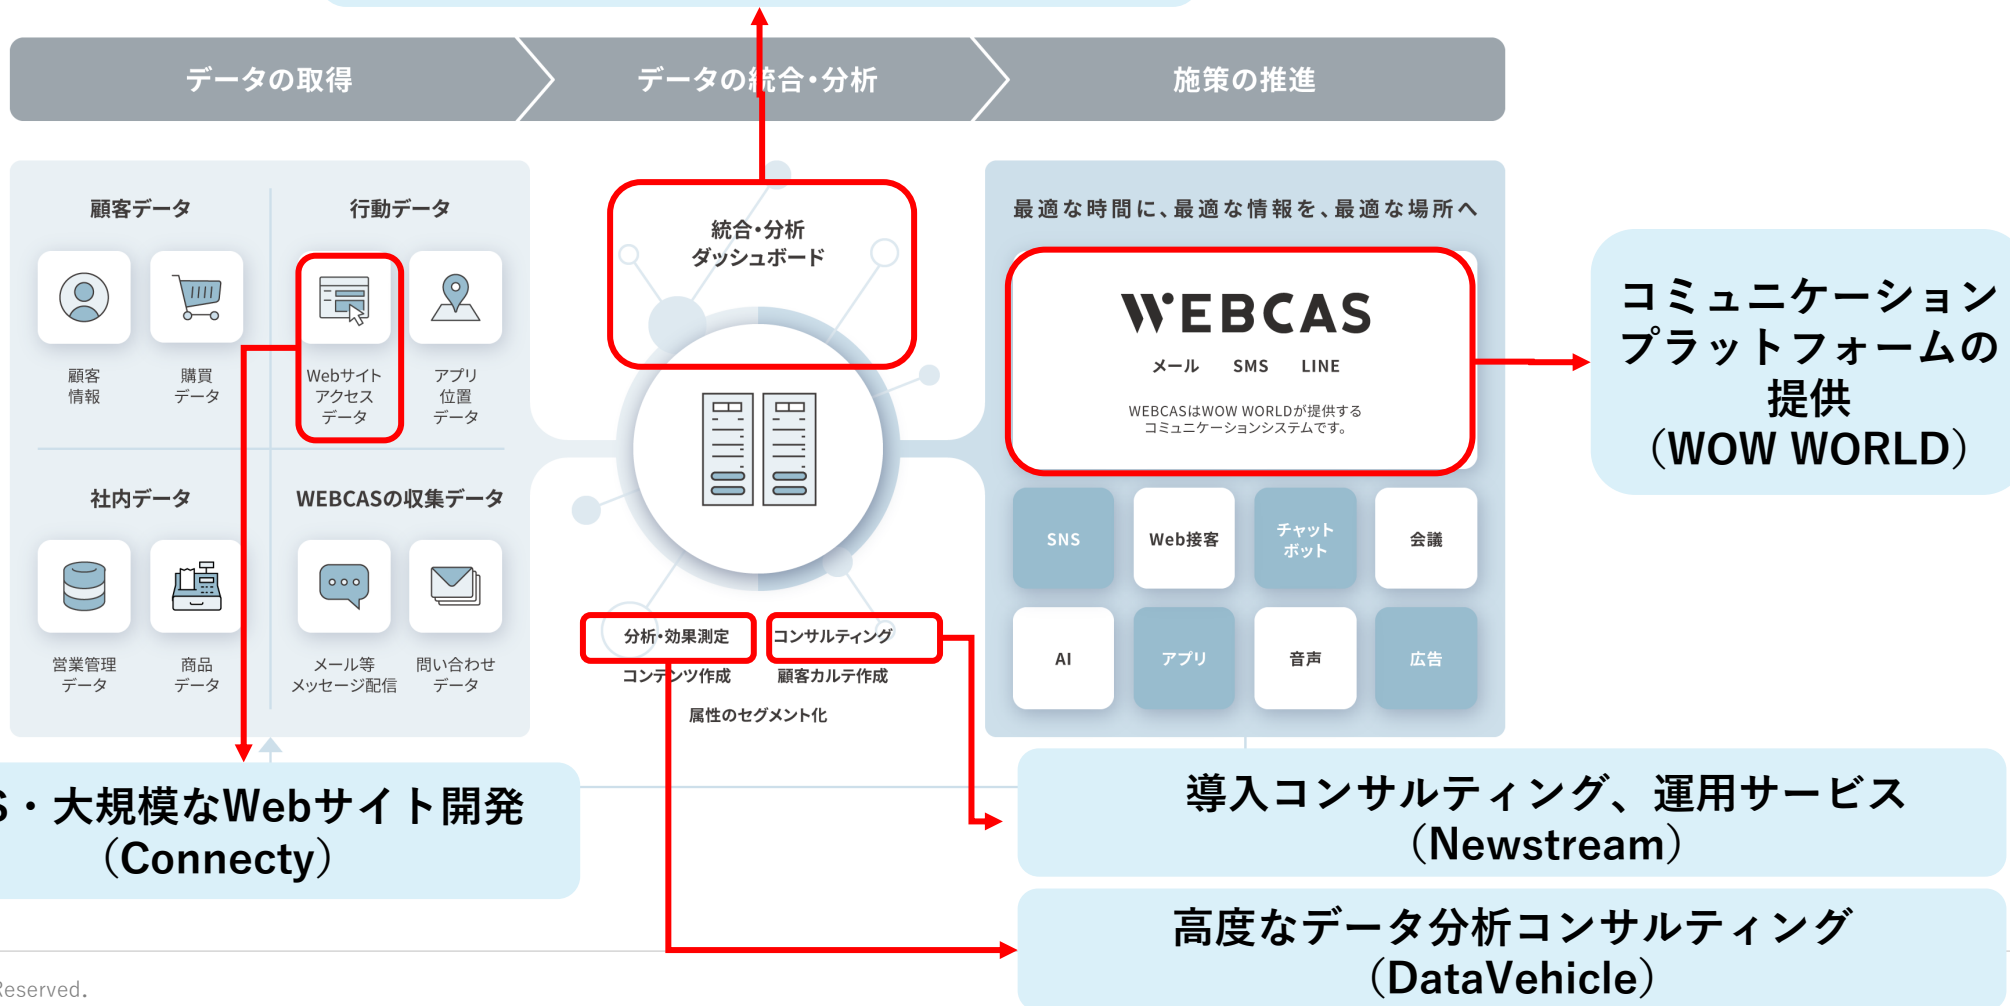 データの取得
データの統合・分析
施策の推進
顧客データ
行動データ
顧客
情報
購買
データ
Webサイト
アクセス
データ
アプリ
位置
データ
社内データ
WEBCASの収集データ
営業管理
データ
商品
データ
メール等
メッセージ配信
問い合わせ
データ
統合・分析
ダッシュボード
分析・効果測定
コンサルティング
コンテンツ作成
顧客カルテ作成
属性のセグメント化
最適な時間に、最適な情報を、最適な場所へ
WEBCAS
メール SMS LINE
WEBCASはWOW WORLDが提供する
コミュニケーションシステムです。
SNS
Web接客
チャット
ボット
会議
AI
アプリ
音声
広告
コミュニケーション
プラットフォームの
提供
（WOW WORLD）
S・大規模なWebサイト開発
（Connecty）
導入コンサルティング、運用サービス
（Newstream）
高度なデータ分析コンサルティング
（DataVehicle）
Reserved.